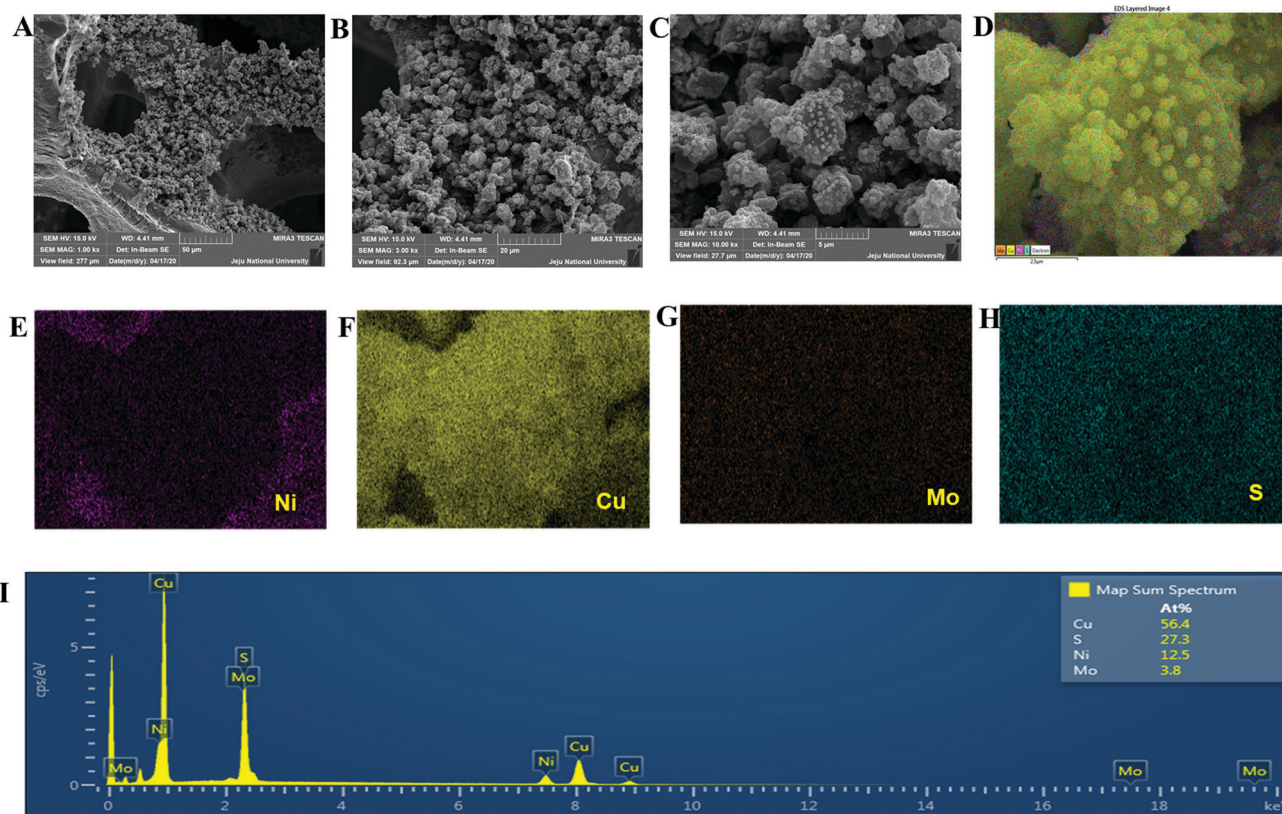 A
SEM HV: 15.0 kV WD: 4.41 mm MIRA3 TESCAN
SEM MAG: 1.00 kx Det: In-Beam SE 50 µm
View field: 277 µm Date(m/d/y): 04/17/20 Jeju National University
B
SEM HV: 15.0 kV WD: 4.41 mm MIRA3 TESCAN
SEM MAG: 3.00 kx Det: In-Beam SE 20 µm
View field: 92.3 µm Date(m/d/y): 04/17/20 Jeju National University
C
SEM HV: 15.0 kV WD: 4.41 mm MIRA3 TESCAN
SEM MAG: 10.00 kx Det: In-Beam SE 5 µm
View field: 27.7 µm Date(m/d/y): 04/17/20 Jeju National University
D
EDS Layered Image 4
Mo Cu Ni S Electron
2.5µm
E
Ni
F
Cu
G
Mo
H
S
I
Map Sum Spectrum
At%
Cu 56.4
S 27.3
Ni 12.5
Mo 3.8
cps/eV
5
0
Mo
Ni
Cu
S
Mo
Ni
Cu
Cu
Mo
Mo
0 2 4 6 8 10 12 14 16 18